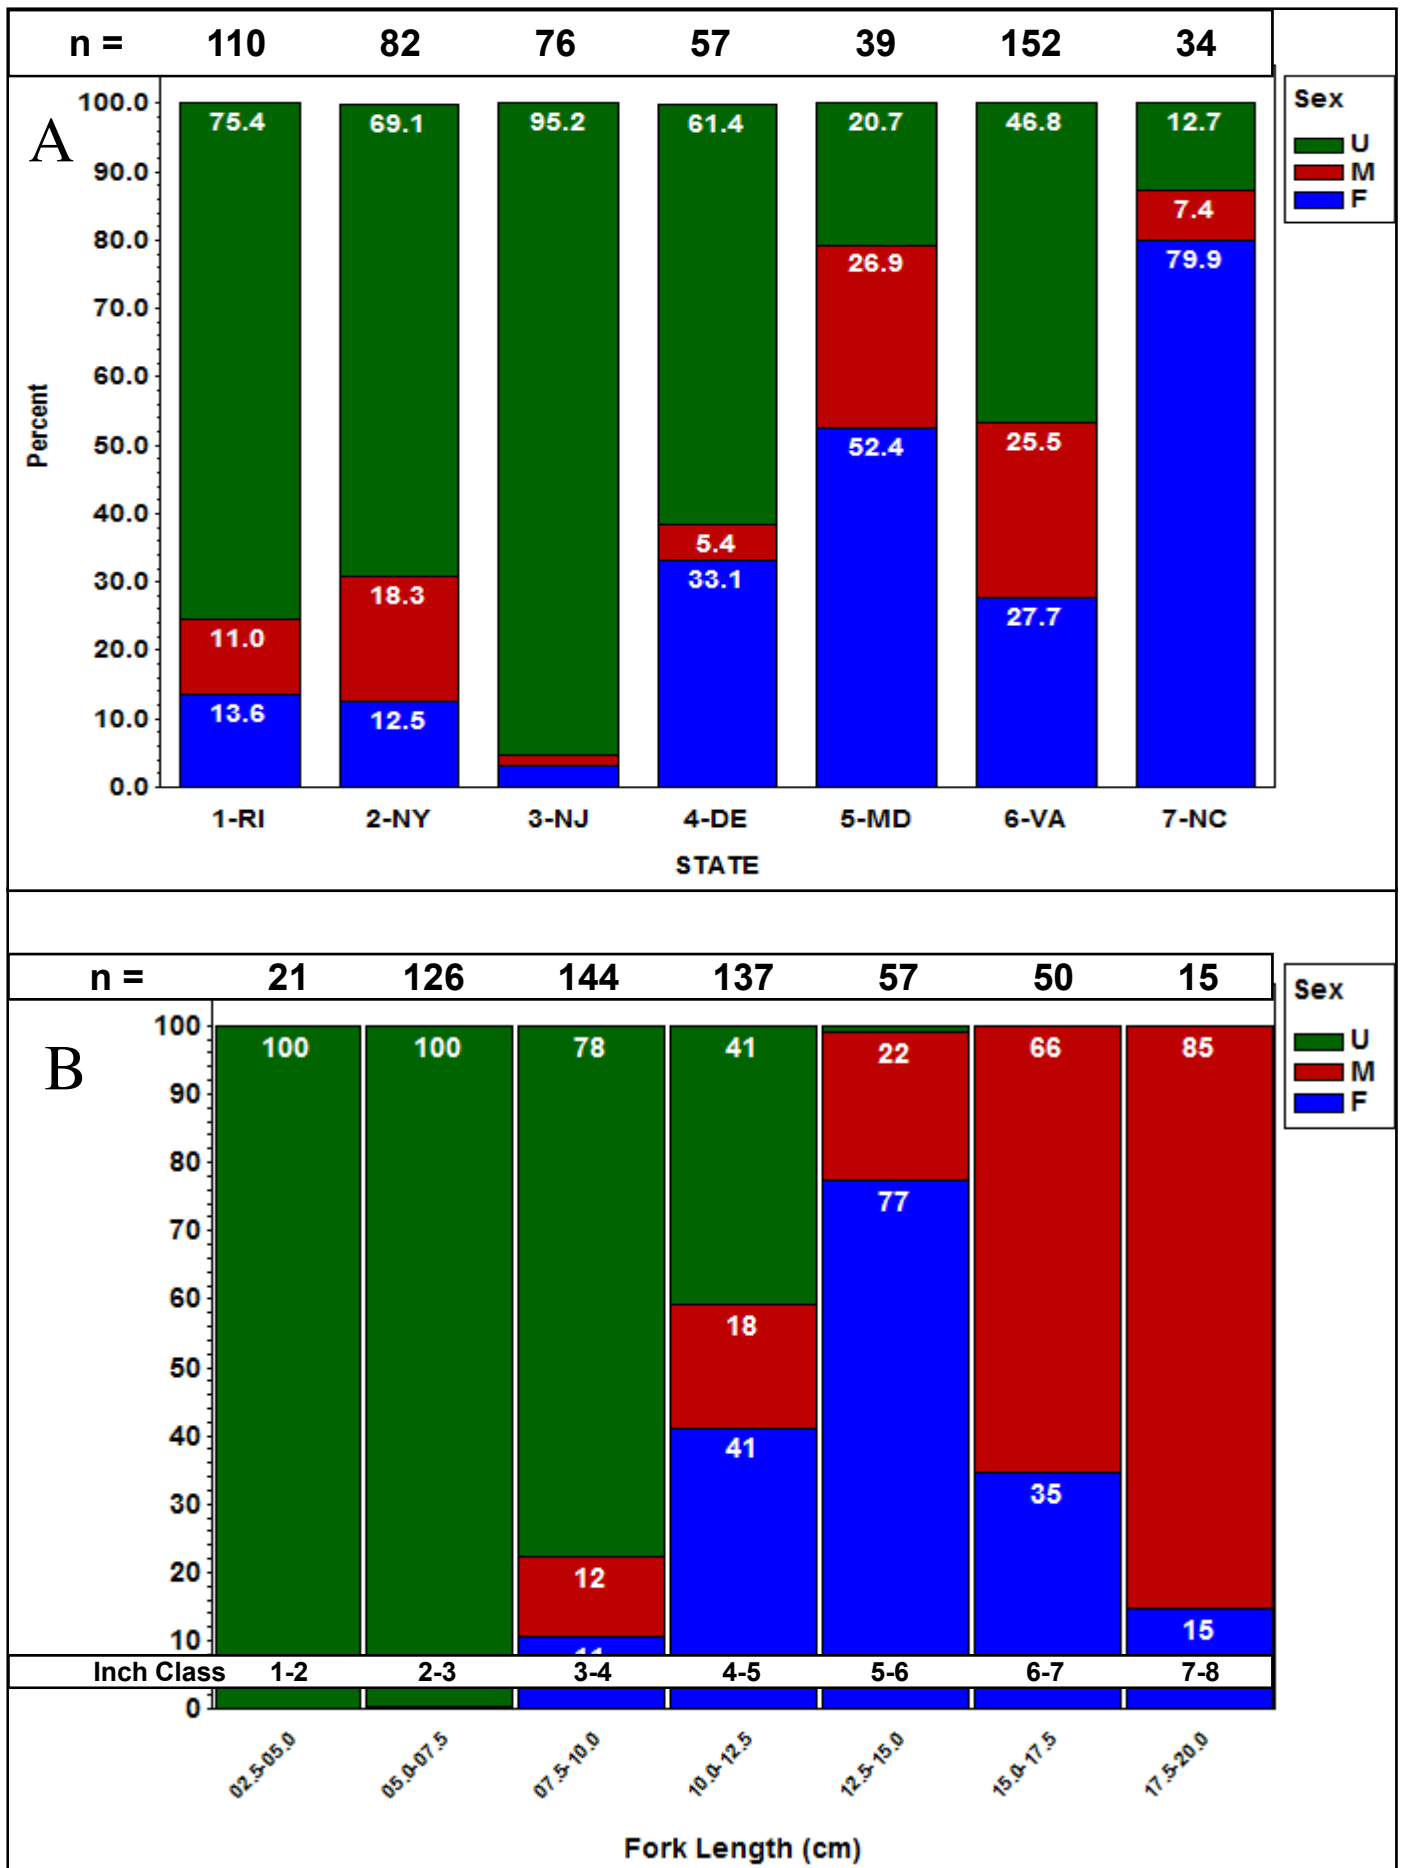 n = 110 82 76 57 39 152 34
A
Sex
U
M
F
Percent
100.0
90.0
80.0
70.0
60.0
50.0
40.0
30.0
20.0
10.0
0.0
75.4 69.1 95.2 61.4 20.7 46.8 12.7
11.0 18.3 5.4 26.9 25.5 7.4
13.6 12.5 33.1 52.4 27.7 79.9
1-RI 2-NY 3-NJ 4-DE 5-MD 6-VA 7-NC
STATE
n = 21 126 144 137 57 50 15
B
Sex
U
M
F
100
90
80
70
60
50
40
30
20
10
0
100 100 78 41 22 66 85
12 18 77 35 15
11 41
Inch Class 1-2 2-3 3-4 4-5 5-6 6-7 7-8
02.5-05.0 05.0-07.5 07.5-10.0 10.0-12.5 12.5-15.0 15.0-17.5 17.5-20.0
Fork Length (cm)